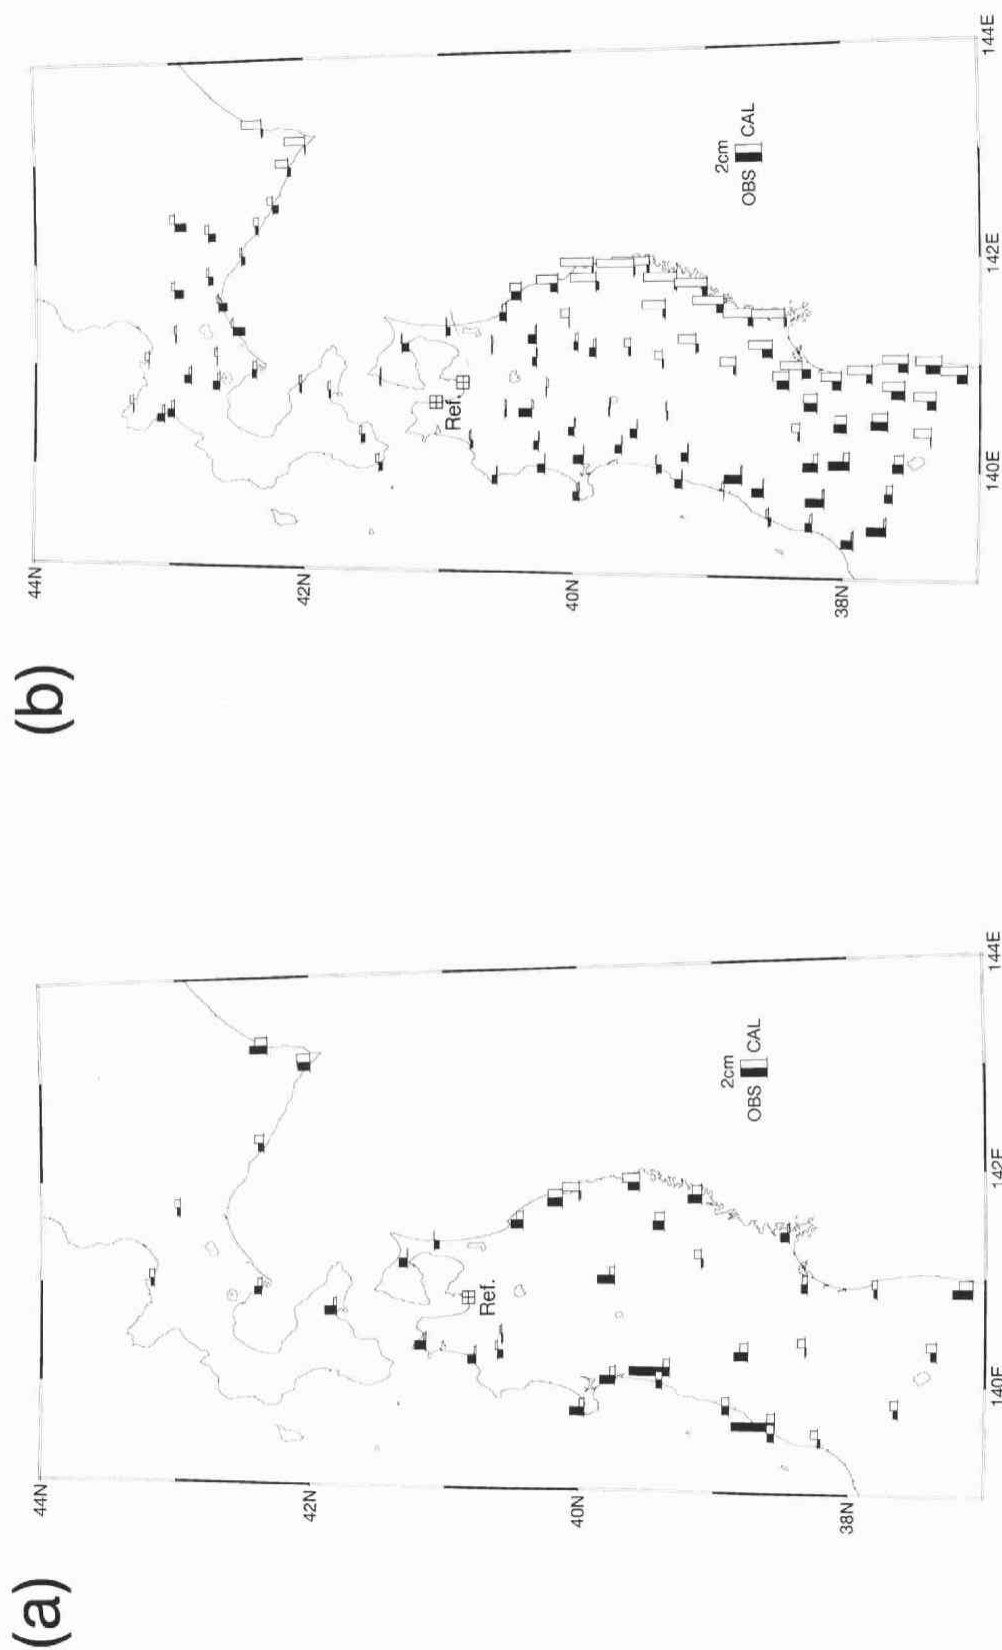 (a)
44N
42N
40N
38N
140E
142E
144E
Ref.
2cm
OBS CAL
(b)
44N
42N
40N
38N
140E
142E
144E
Ref.
2cm
OBS CAL